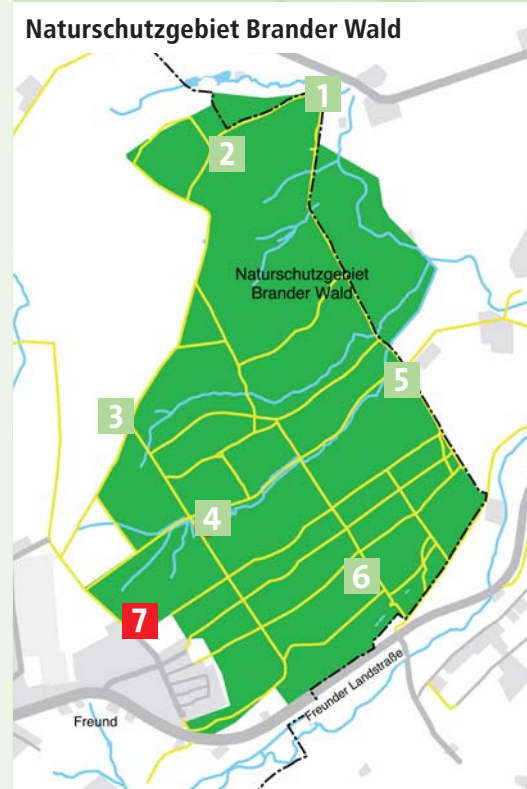 Naturschutzgebiet Brander Wald
1
2
Naturschutzgebiet
Brander Wald
5
3
4
6
7
Freunder Landstraße
Freund